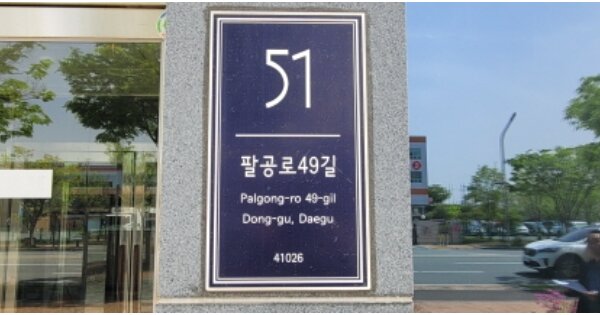 51
팔공로49길
Palgong-ro 49-gil
Dong-gu, Daegu
41026